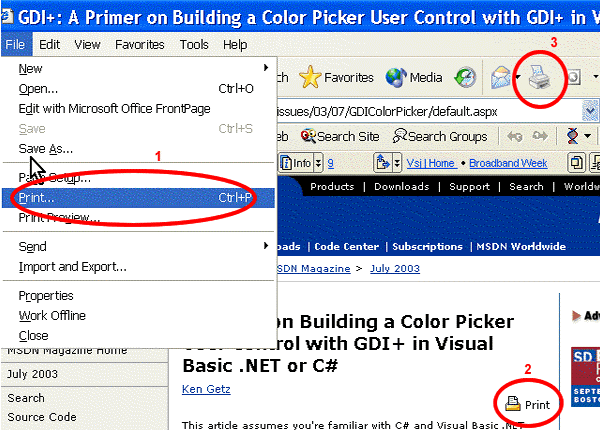 GDI+: A Primer on Building a Color Picker User Control with GDI+ in Vi
File Edit View Favorites Tools Help
3
New
Open... Ctrl+O
Edit with Microsoft Office FrontPage
Save Ctrl+S
Save As...
1
Page Setup...
Print... Ctrl+P
Print Preview...
Send
Import and Export...
Properties
Work Offline
Close
Favorites Media
issues/03/07/GDIColorPicker/default.aspx
Search Site Search Groups
Info 9 Vsj | Home Broadband Week
Products | Downloads | Support | Search | Worldw
oads | Code Center | Subscriptions | MSDN Worldwide
SDN Magazine > July 2003
on Building a Color Picker
User Control with GDI+ in Visual
Basic .NET or C#
Ken Getz
2
Print
This article assumes you're familiar with C# and Visual Basic .NET
MSDN Magazine Home
July 2003
Search
Source Code
Adv
SD
SEPTEM
BOSTO